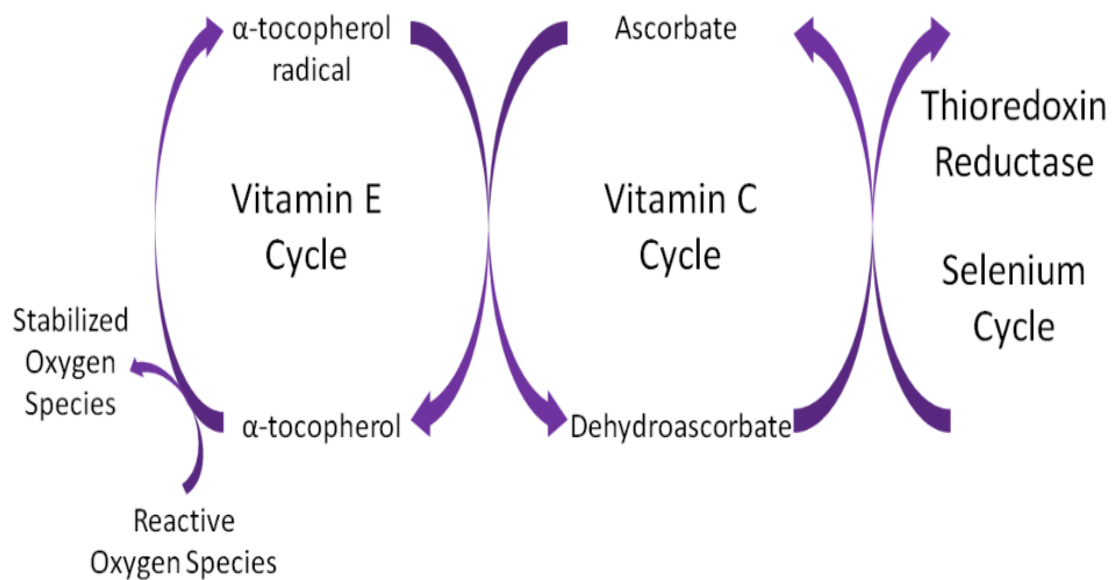 α-tocopherol
radical
Ascorbate
Thioredoxin
Reductase
Vitamin E
Cycle
Vitamin C
Cycle
Selenium
Cycle
Stabilized
Oxygen
Species
α-tocopherol
Dehydroascorbate
Reactive
Oxygen Species